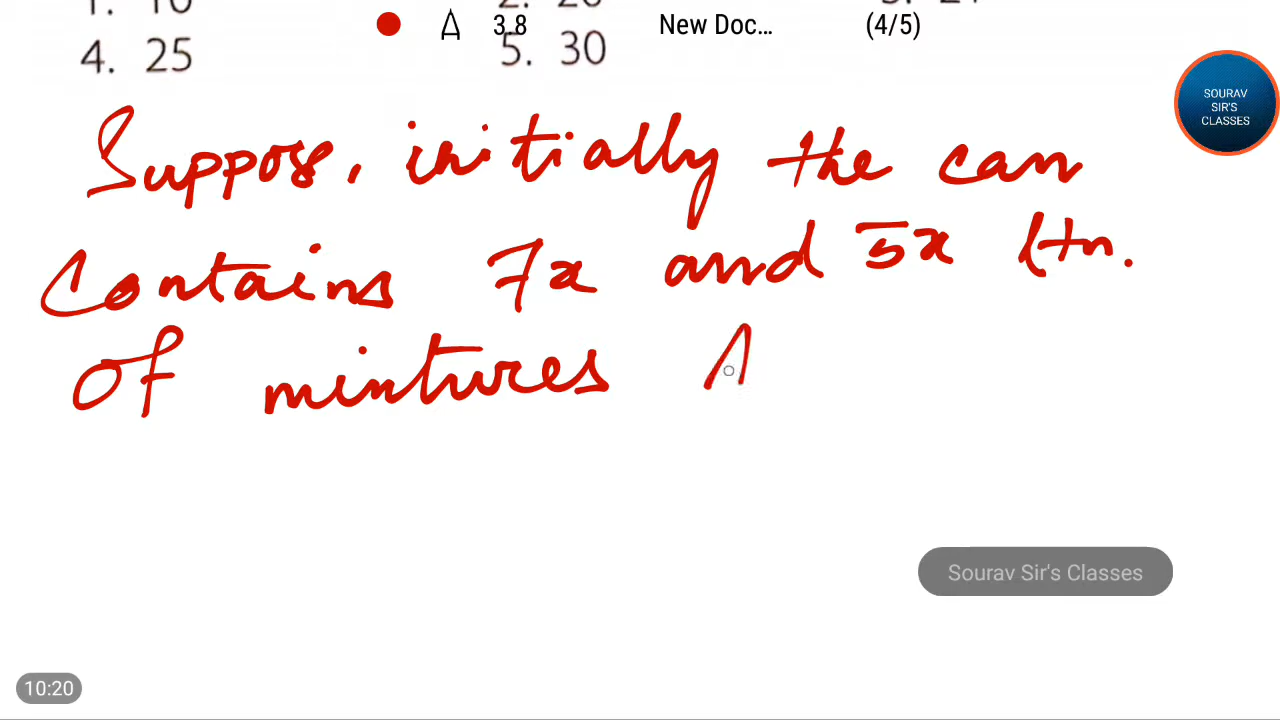 ● A 3.8 New Doc... (4/5)
4. 25 5. 30
SOURAV
SIR'S
CLASSES
Suppose, initially the can
Contains 7x and 5x ltr.
of mixtures A
Sourav Sir's Classes
10:20